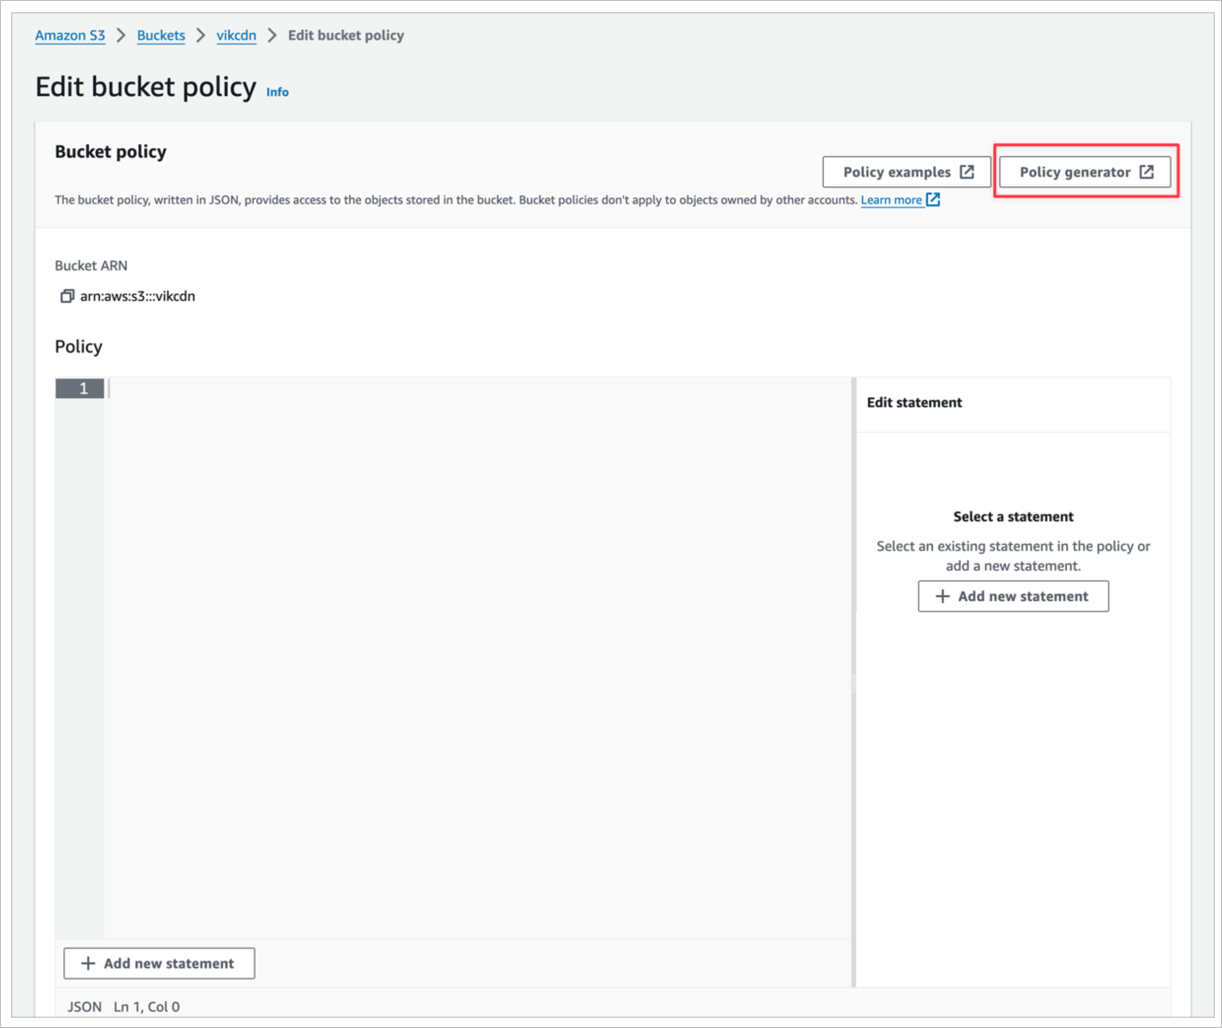 Amazon S3 > Buckets > vikcdn > Edit bucket policy
Edit bucket policy Info
Bucket policy
Policy examples
Policy generator
The bucket policy, written in JSON, provides access to the objects stored in the bucket. Bucket policies don't apply to objects owned by other accounts. Learn more
Bucket ARN
arn:aws:s3:::vikcdn
Policy
1
Edit statement
Select a statement
Select an existing statement in the policy or
add a new statement.
+ Add new statement
+ Add new statement
JSON Ln 1, Col 0